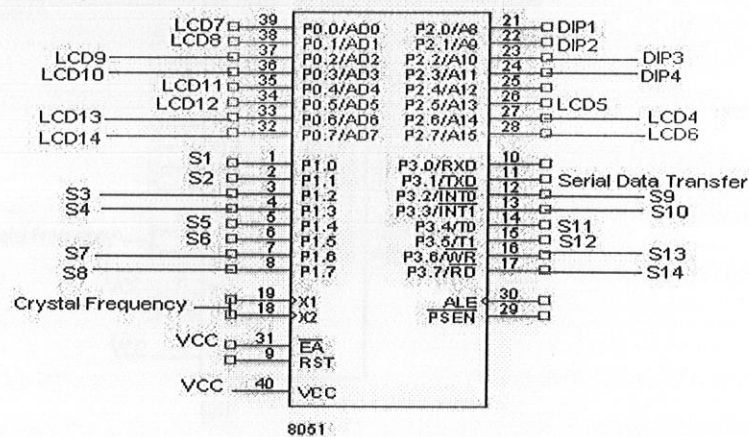 LCD7 39 P0.0/AD0 P2.0/A8 21 DIP1
LCD8 38 P0.1/AD1 P2.1/A9 22 DIP2
LCD9 37 P0.2/AD2 P2.2/A10 23 DIP3
LCD10 36 P0.3/AD3 P2.3/A11 24 DIP4
LCD11 35 P0.4/AD4 P2.4/A12 25
LCD12 34 P0.5/AD5 P2.5/A13 26 LCD5
LCD13 33 P0.6/AD6 P2.6/A14 27 LCD4
LCD14 32 P0.7/AD7 P2.7/A15 28 LCD6
S1 1 P1.0 P3.0/RXD 10
S2 2 P1.1 P3.1/TXD 11 Serial Data Transfer
S3 3 P1.2 P3.2/INT0 12 S9
S4 4 P1.3 P3.3/INT1 13 S10
S5 5 P1.4 P3.4/T0 14 S11
S6 6 P1.5 P3.5/T1 15 S12
S7 7 P1.6 P3.6/WR 16 S13
S8 8 P1.7 P3.7/RD 17 S14
Crystal Frequency 19 X1 ALE 30
18 X2 PSEN 29
VCC 31 EA
9 RST
VCC 40 VCC
8051